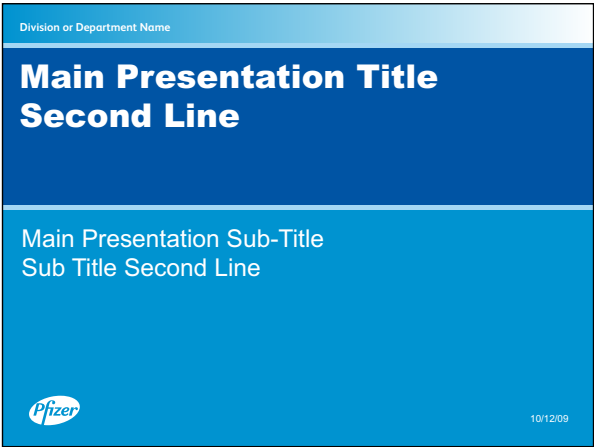 Division or Department Name
Main Presentation Title
Second Line
Main Presentation Sub-Title
Sub Title Second Line
Pfizer
10/12/09